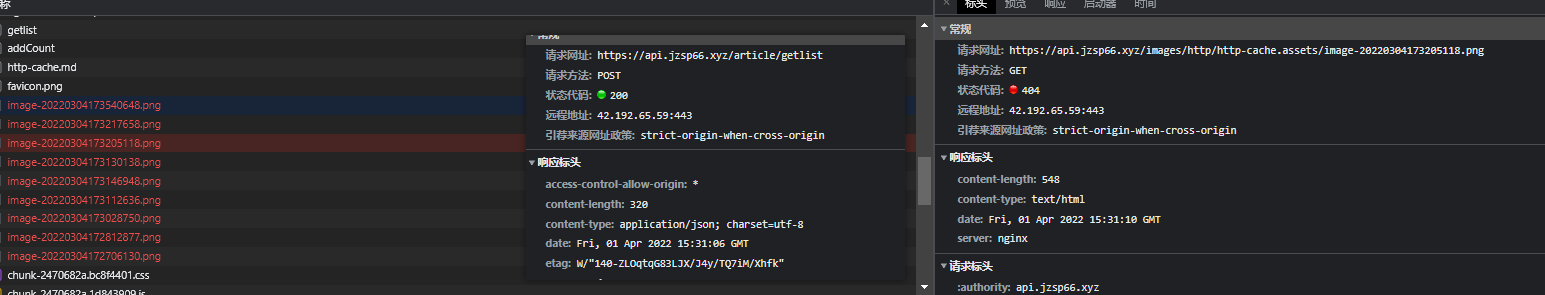 称
getlist
addCount
http-cache.md
favicon.png
image-20220304173540648.png
image-20220304173217658.png
image-20220304173205118.png
image-20220304173130138.png
image-20220304173146948.png
image-20220304173112636.png
image-20220304173028750.png
image-20220304172812877.png
image-20220304172706130.png
chunk-2470682a.bc8f4401.css
chunk-2470682a.1d843909.js
常规
请求网址: https://api.jzsp66.xyz/article/getlist
请求方法: POST
状态代码: 200
远程地址: 42.192.65.59:443
引荐来源网址政策: strict-origin-when-cross-origin
响应标头
access-control-allow-origin: *
content-length: 320
content-type: application/json; charset=utf-8
date: Fri, 01 Apr 2022 15:31:06 GMT
etag: W/"140-ZLOqtqG83LJX/J4y/TQ7iM/Xhfk"
× 标头 预览 响应 启动器 时间
常规
请求网址: https://api.jzsp66.xyz/images/http/http-cache.assets/image-20220304173205118.png
请求方法: GET
状态代码: 404
远程地址: 42.192.65.59:443
引荐来源网址政策: strict-origin-when-cross-origin
响应标头
content-length: 548
content-type: text/html
date: Fri, 01 Apr 2022 15:31:10 GMT
server: nginx
请求标头
:authority: api.jzsp66.xyz